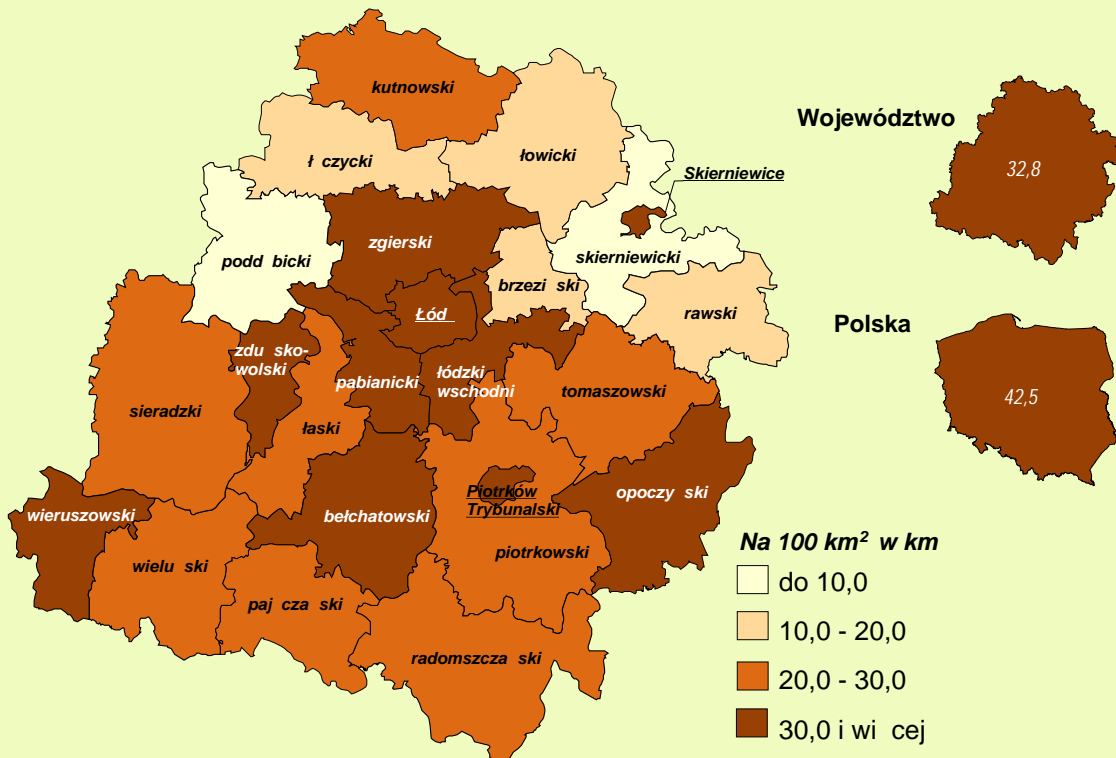 kutnowski
Województwo
ł czycki
łowicki
Skierniewice
32,8
zgierski
podd bicki
skierniewicki
brzezi ski
rawski
Łód
Polska
zdu sko-
wolski
pabianicki
łódzki
wschodni
tomaszowski
42,5
sieradzki
łaski
Piotrków
Trybunalski
opoczy ski
wieruszowski
bełchatowski
piotrkowski
wielu ski
Na 100 km² w km
do 10,0
paj cza ski
10,0 - 20,0
radomszcza ski
20,0 - 30,0
30,0 i wi cej